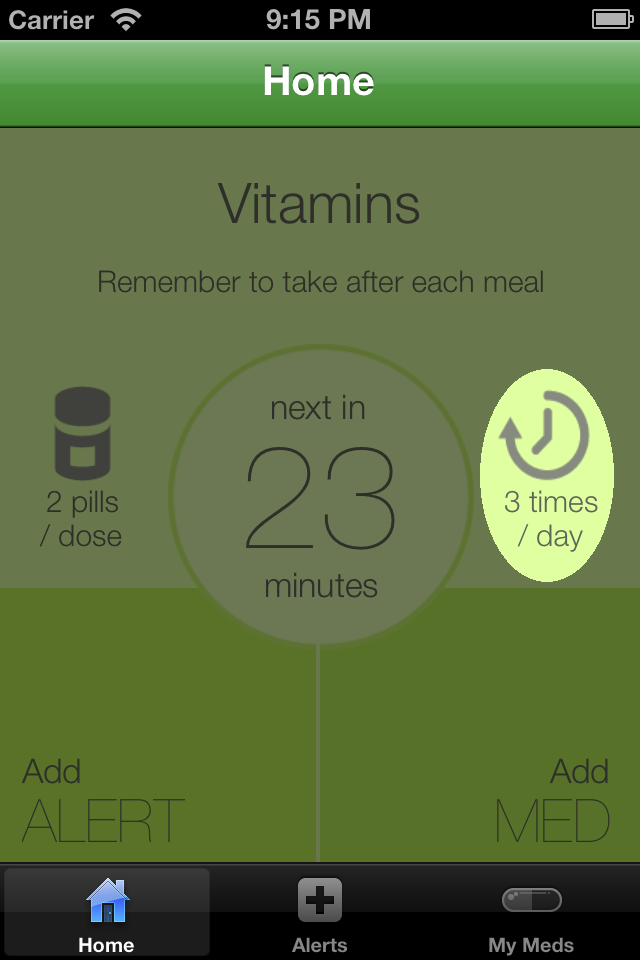 Carrier 9:15 PM
Home
Vitamins
Remember to take after each meal
next in
23
minutes
2 pills
/ dose
3 times
/ day
Add
ALERT
Add
MED
Home Alerts My Meds